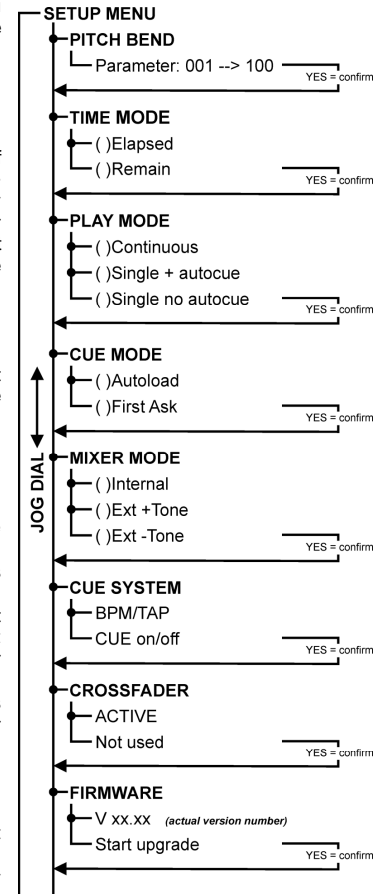 SETUP MENU
PITCH BEND
Parameter: 001 --> 100
YES = confirm
TIME MODE
( )Elapsed
( )Remain
YES = confirm
PLAY MODE
( )Continuous
( )Single + autocue
( )Single no autocue
YES = confirm
CUE MODE
( )Autoload
( )First Ask
YES = confirm
JOG DIAL
MIXER MODE
( )Internal
( )Ext +Tone
( )Ext -Tone
YES = confirm
CUE SYSTEM
BPM/TAP
CUE on/off
YES = confirm
CROSSFADER
ACTIVE
Not used
YES = confirm
FIRMWARE
V xx.xx (actual version number)
Start upgrade
YES = confirm